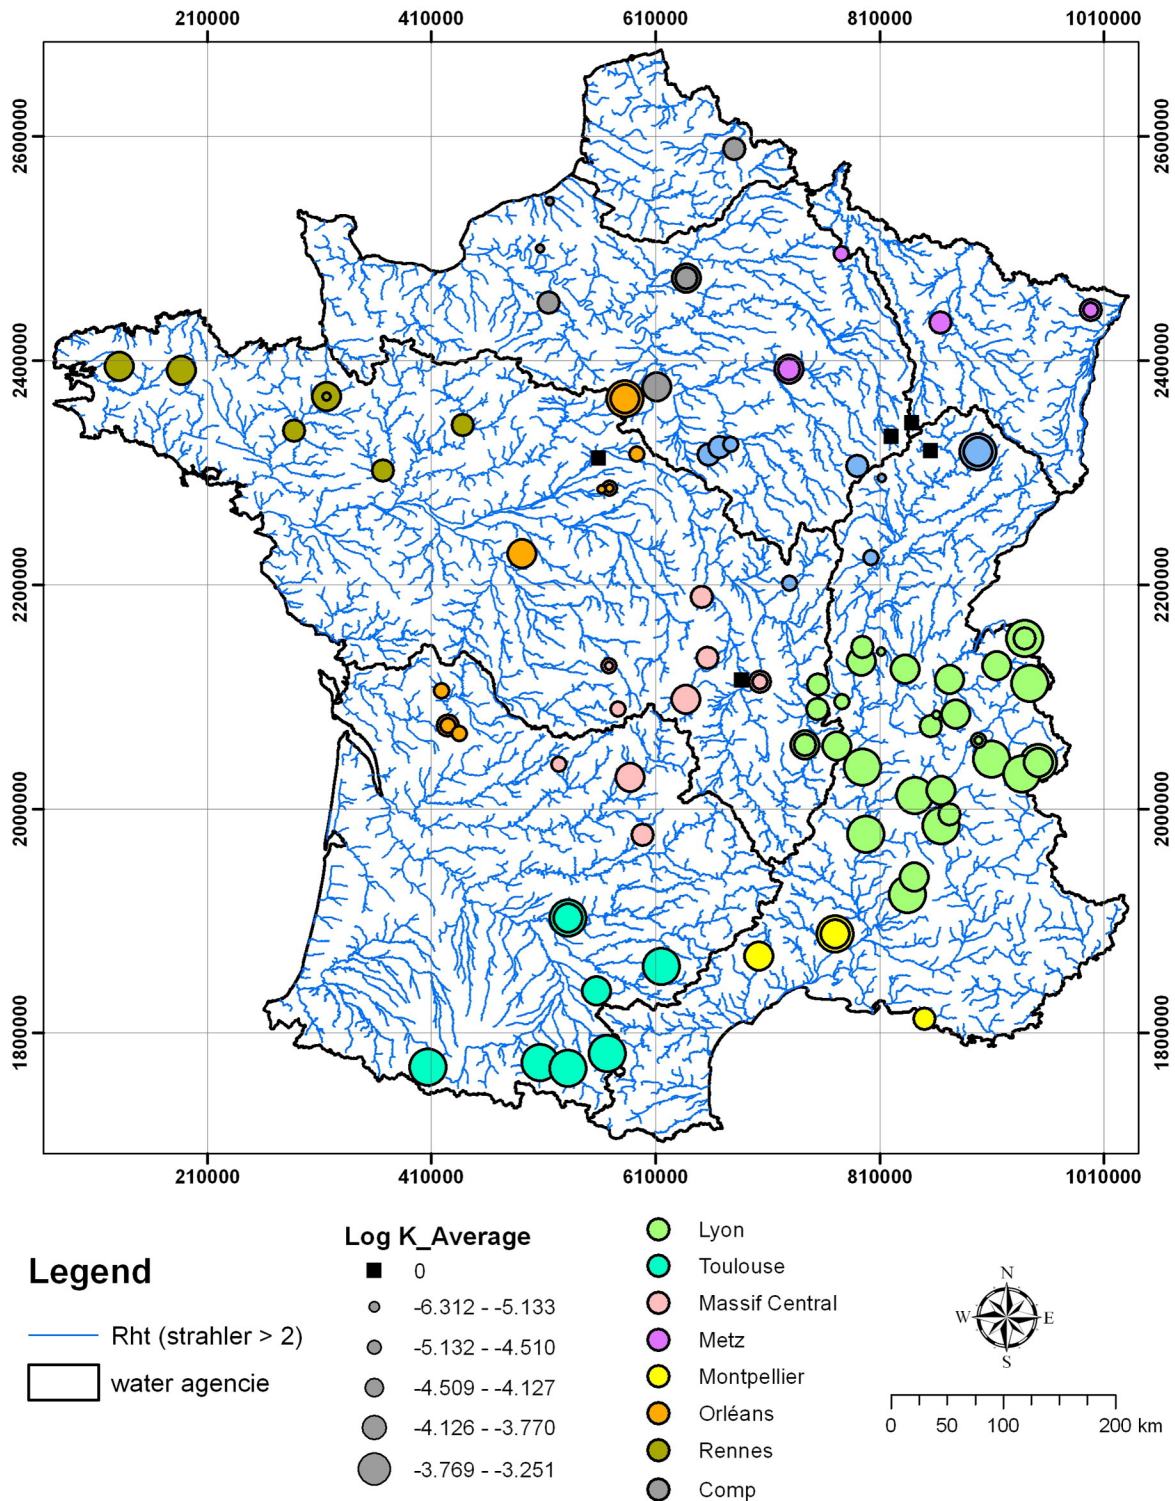 210000 410000 610000 810000 1010000
2600000 2600000
2400000 2400000
2200000 2200000
2000000 2000000
1800000 1800000
210000 410000 610000 810000 1010000
Legend
Rht (strahler > 2)
water agencie
Log K_Average
0
-6.312 - -5.133
-5.132 - -4.510
-4.509 - -4.127
-4.126 - -3.770
-3.769 - -3.251
Lyon
Toulouse
Massif Central
Metz
Montpellier
Orléans
Rennes
Comp
N
W E
S
0 50 100 200 km